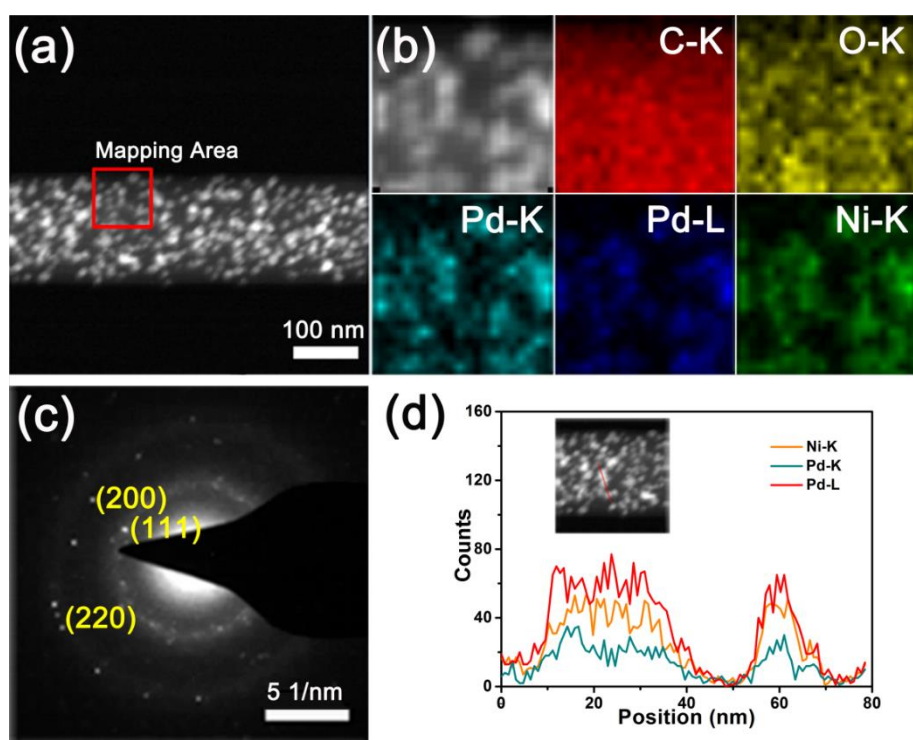 (a)
Mapping Area
100 nm
(b)
C-K
O-K
Pd-K
Pd-L
Ni-K
(c)
(200)
(111)
(220)
5 1/nm
(d)
160
120
80
40
0
Counts
Ni-K
Pd-K
Pd-L
0 20 40 60 80
Position (nm)